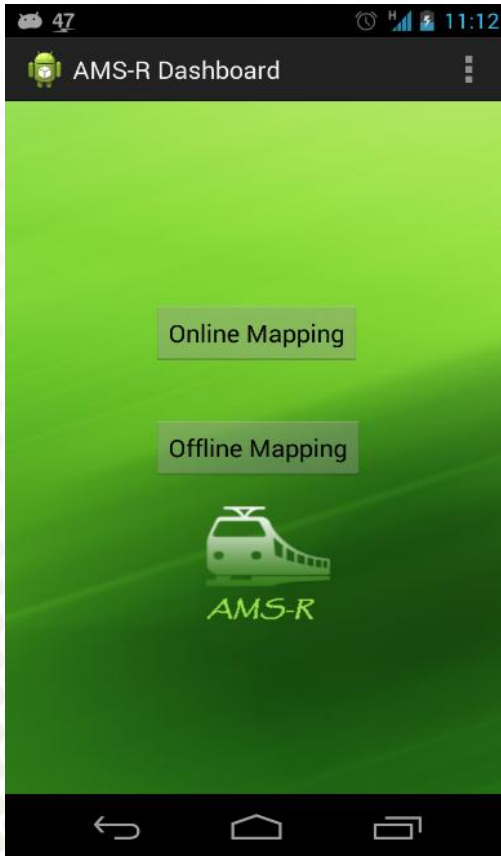 47 H 11:12
AMS-R Dashboard
Online Mapping
Offline Mapping
AMS-R